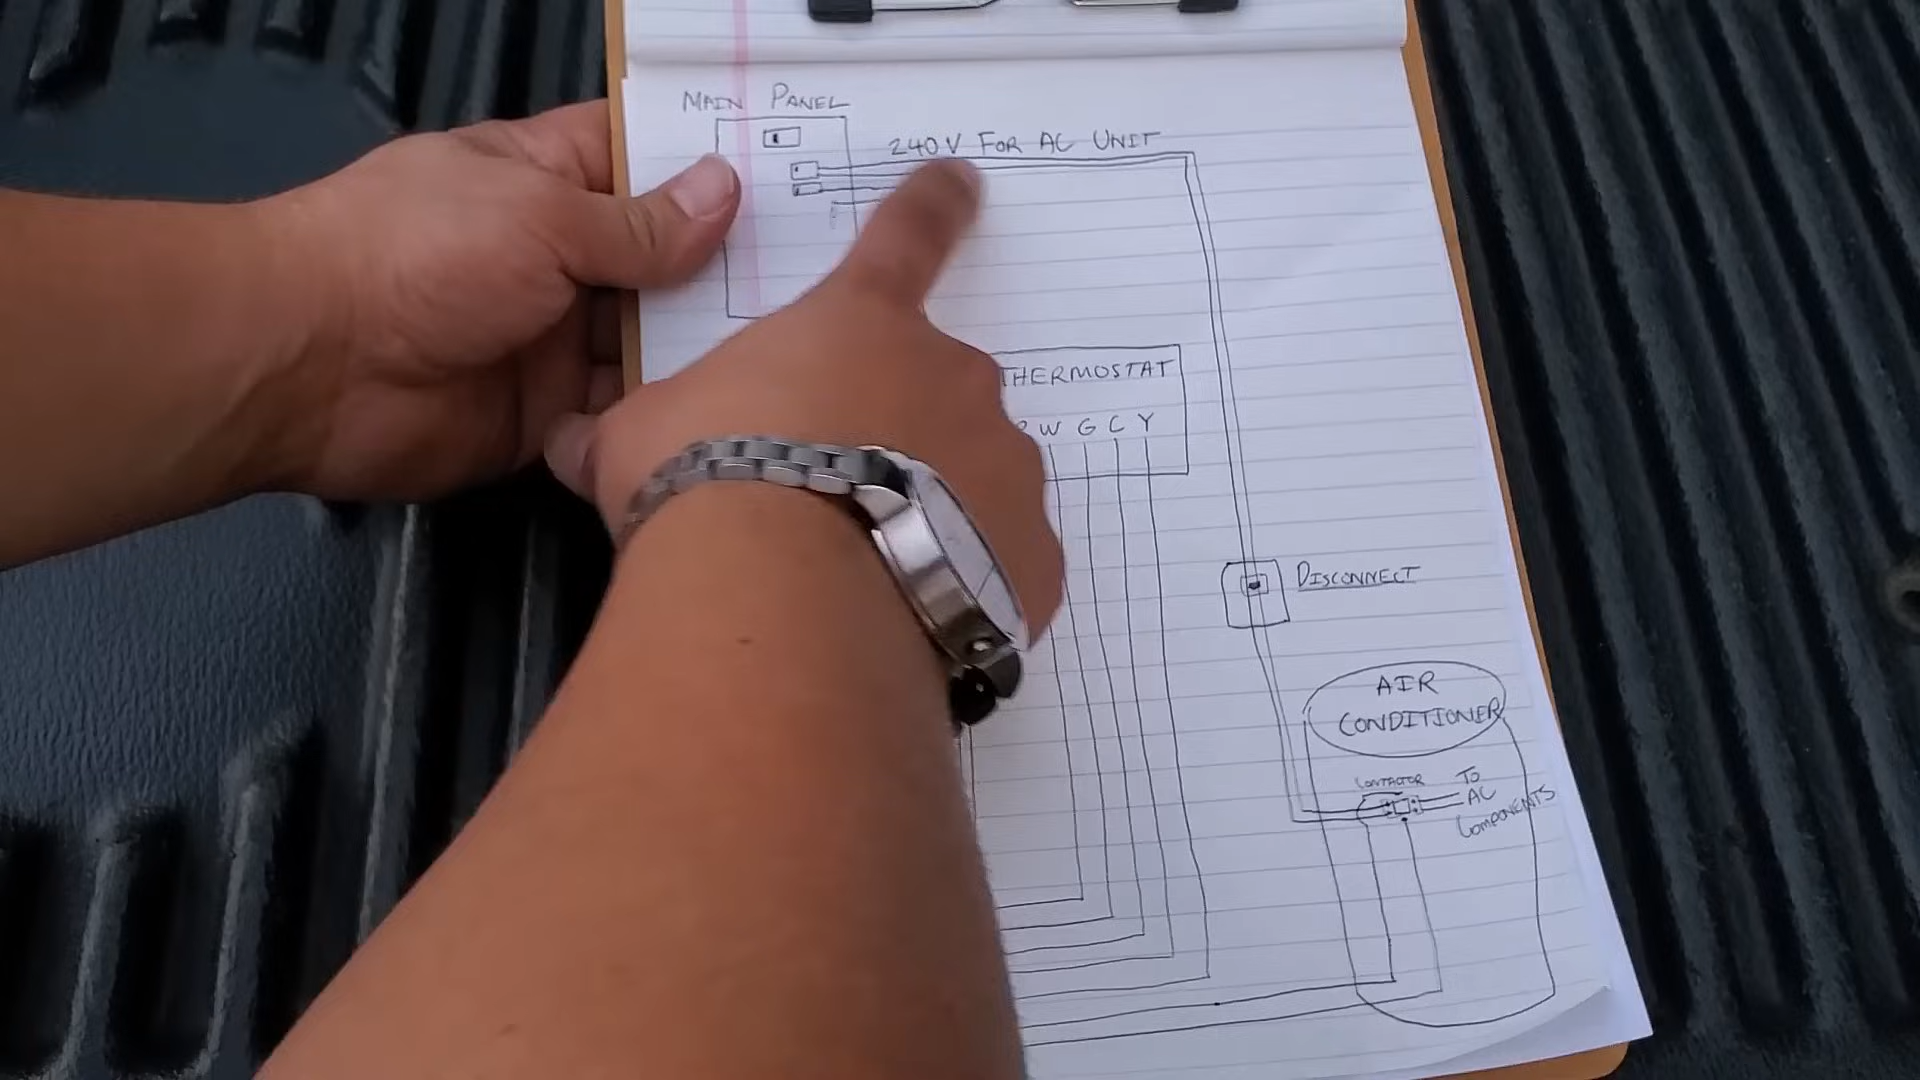 MAIN PANEL
240V FOR AC UNIT
THERMOSTAT
W G C Y
DISCONNECT
AIR
CONDITIONER
CONTACTOR
TO
AC
COMPONENTS